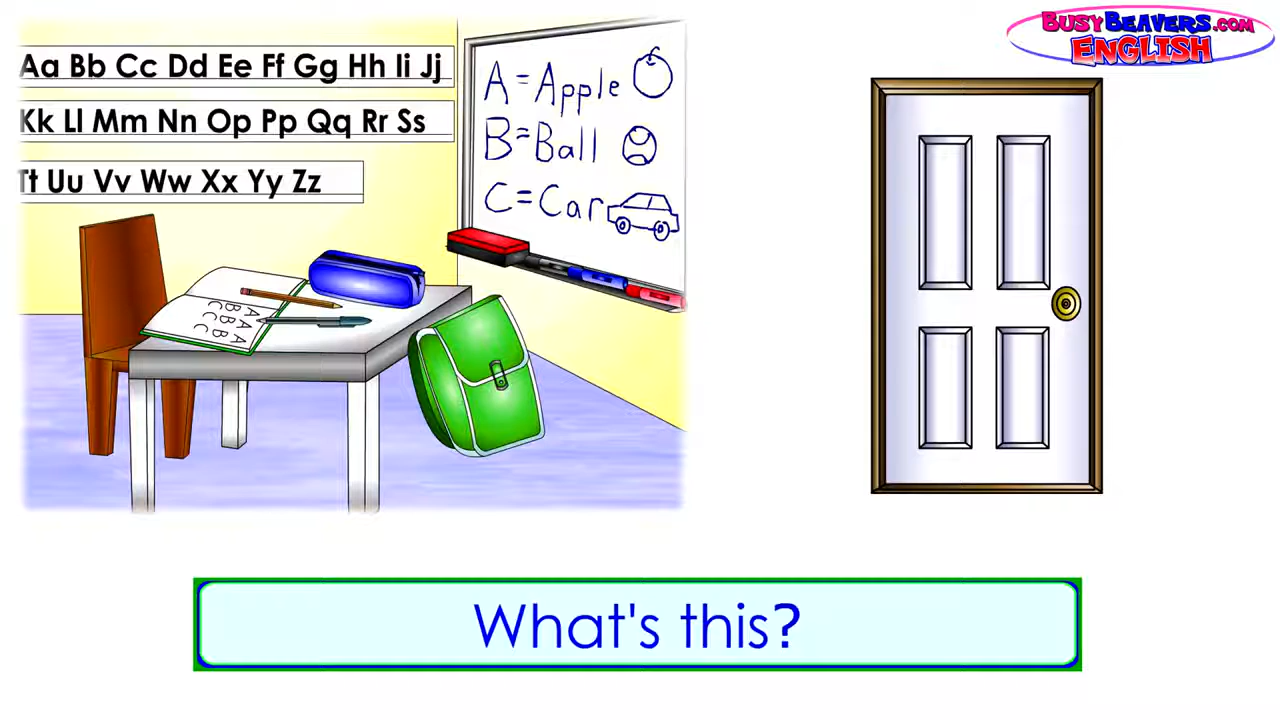 Aa Bb Cc Dd Ee Ff Gg Hh Ii Jj
Kk Ll Mm Nn Op Pp Qq Rr Ss
Tt Uu Vv Ww Xx Yy Zz
A=Apple
B=Ball
C=Car
A A A
B B B
C C C
BUSYBEAVERS.COM
ENGLISH
What's this?